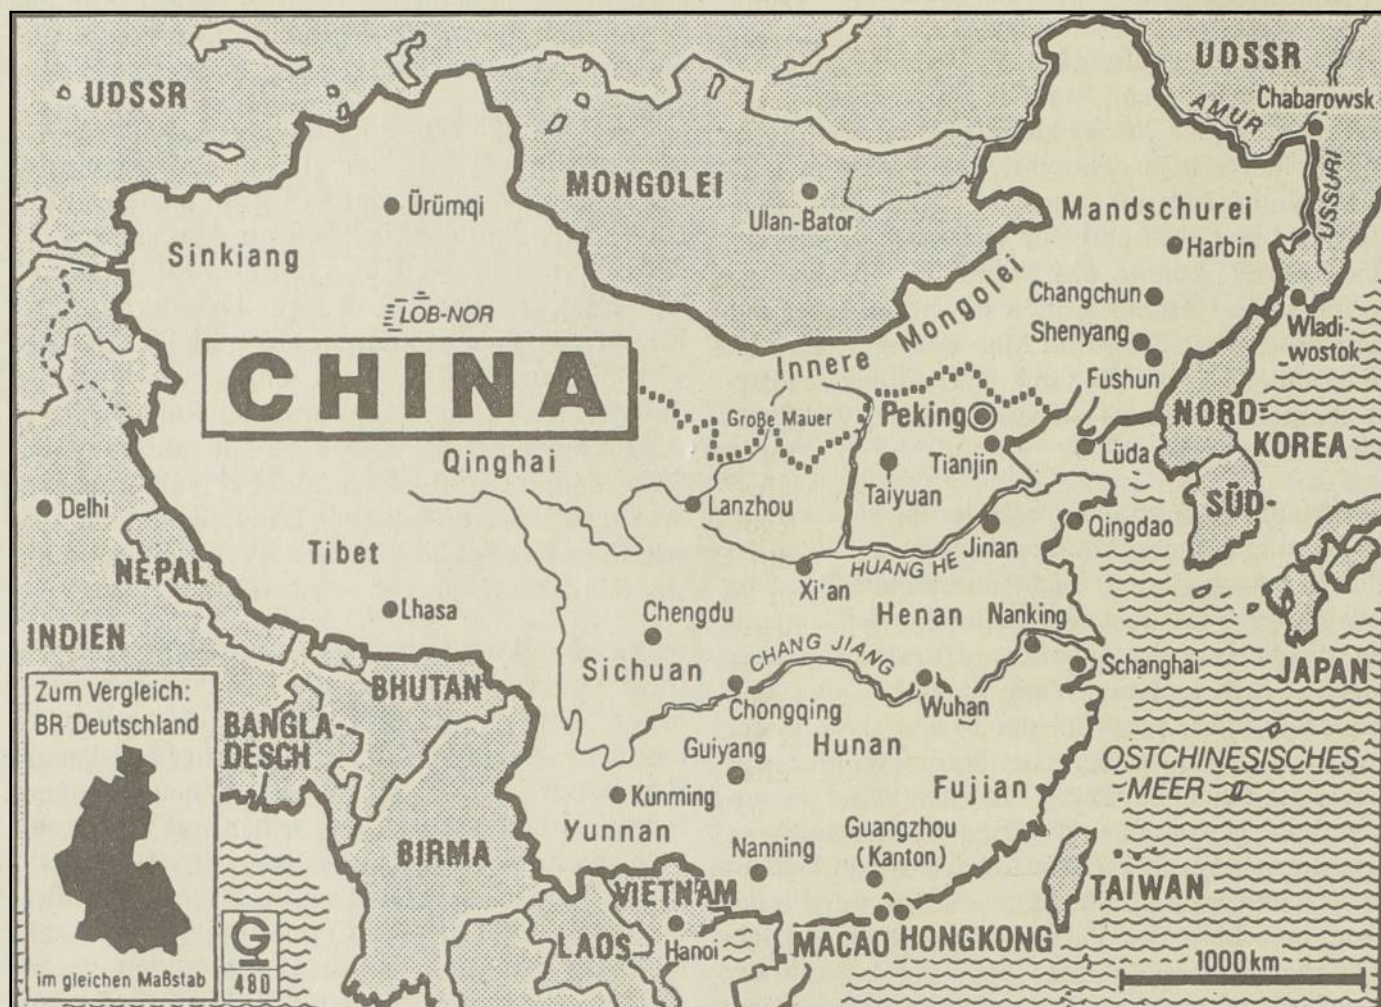 UDSSR
UDSSR
Chabarowsk
AMUR
USSURI
MONGOLEI
Ulan-Bator
Ürümqi
Sinkiang
Mandschurei
Harbin
Changchun
Shenyang
Fushun
Wladi-
wostok
LOB-NOR
CHINA
Innere Mongolei
Große Mauer
Peking
Tianjin
Taiyuan
Lüda
NORD-
KOREA
SÜD-
Qinghai
Lanzhou
Delhi
Jinan
Qingdao
Tibet
Xi'an
HUANG HE
NEPAL
Lhasa
Chengdu
Henan
Nanking
INDIEN
Sichuan
CHANG JIANG
Schanghai
JAPAN
BHUTAN
Wuhan
Chongqing
Zum Vergleich:
BR Deutschland
im gleichen Maßstab
BANGLA-
DESCH
Guiyang
Hunan
OSTCHINESISCHES
MEER
Kunming
Fujian
Yunnan
BIRMA
Guangzhou
(Kanton)
Nanning
VIETNAM
TAIWAN
LAOS
Hanoi
MACAO
HONGKONG
G
480
1000 km